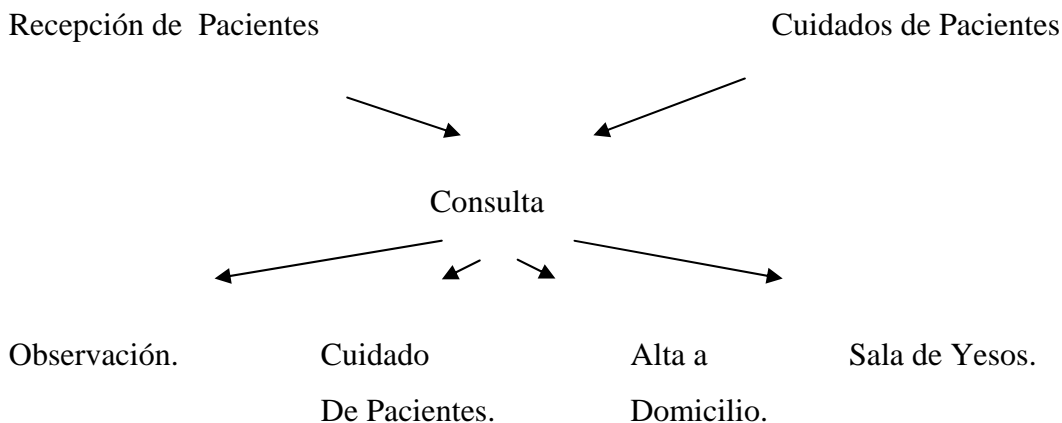 Recepción de Pacientes
Cuidados de Pacientes
Consulta
Observación.
Cuidado
De Pacientes.
Alta a
Domicilio.
Sala de Yesos.